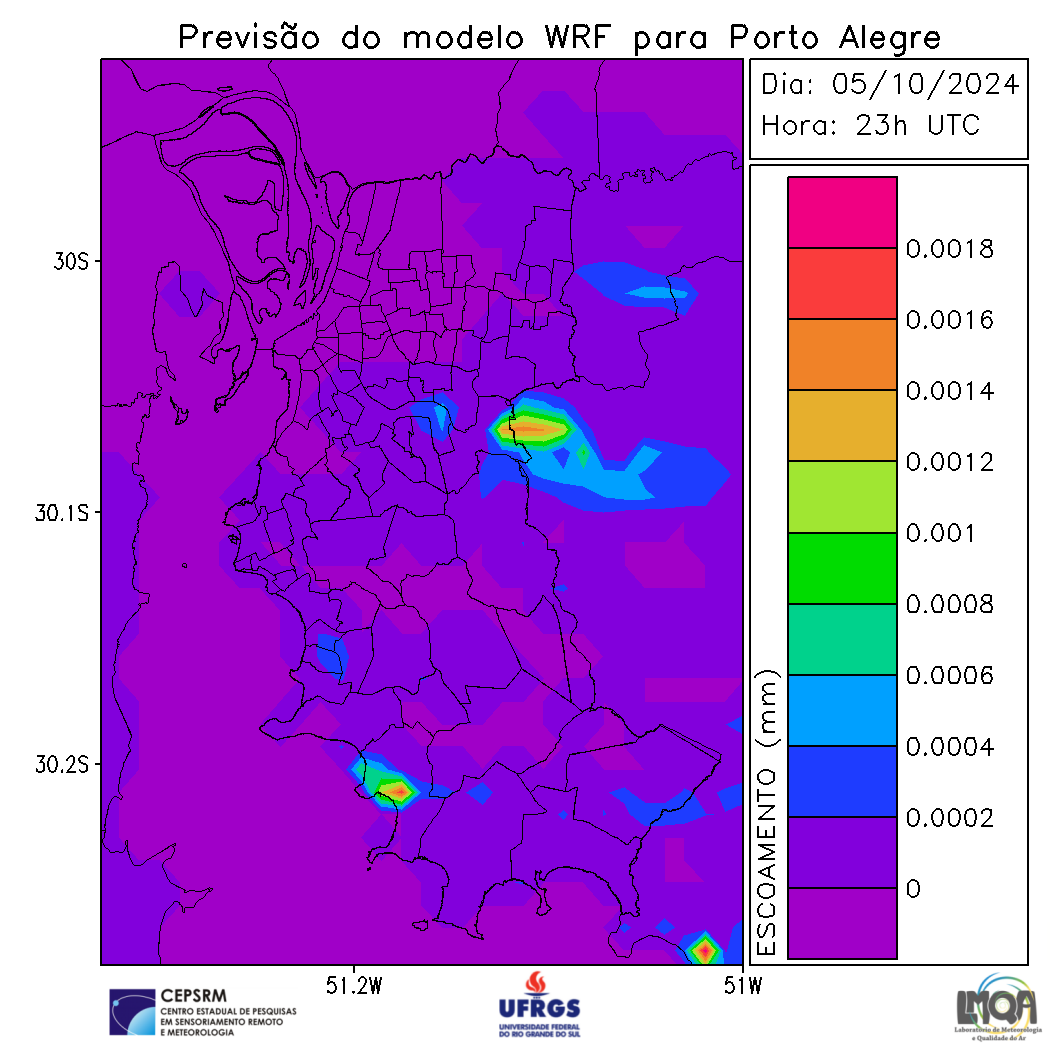 Previsão do modelo WRF para Porto Alegre
Dia: 05/10/2024
Hora: 23h UTC
30S
30.1S
30.2S
51.2W
51W
0.0018
0.0016
0.0014
0.0012
0.001
0.0008
0.0006
0.0004
0.0002
0
ESCOAMENTO (mm)
CEPSRM
CENTRO ESTADUAL DE PESQUISAS
EM SENSORIAMENTO REMOTO
E METEOROLOGIA
UFRGS
UNIVERSIDADE FEDERAL
DO RIO GRANDE DO SUL
LMQA
Laboratório de Meteorologia
e Qualidade do Ar